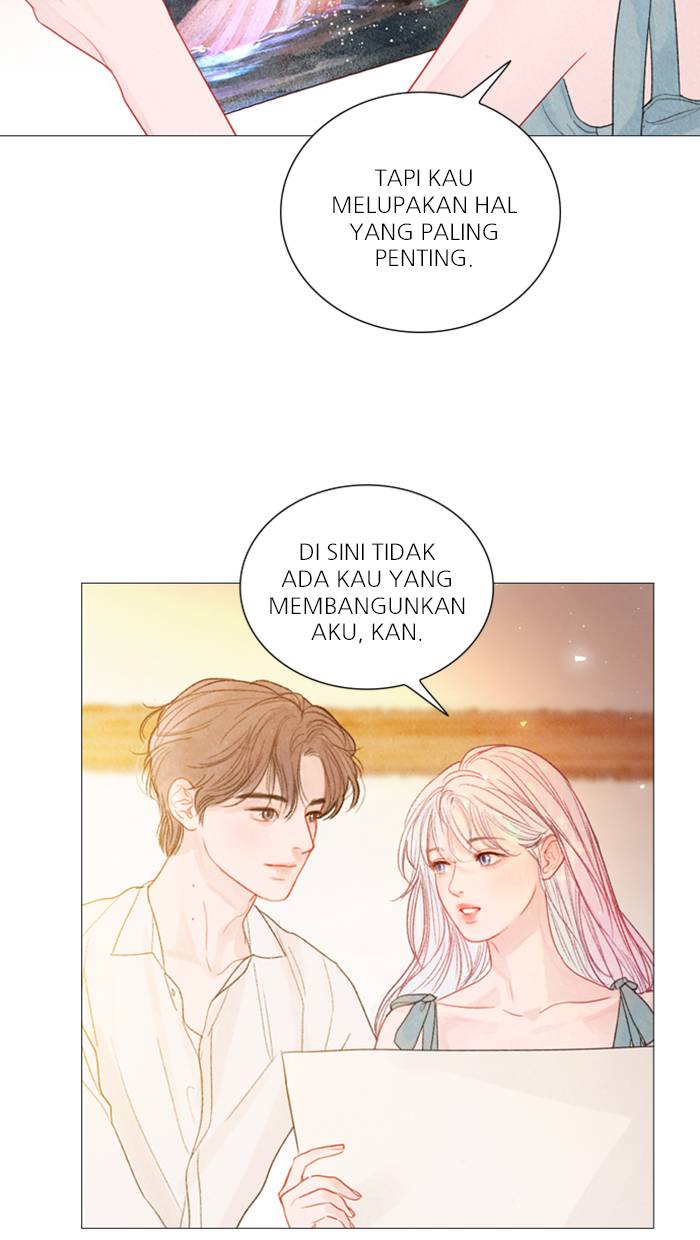 TAPI KAU
MELUPAKAN HAL
YANG PALING
PENTING.
DI SINI TIDAK
ADA KAU YANG
MEMBANGUNKAN
AKU, KAN.